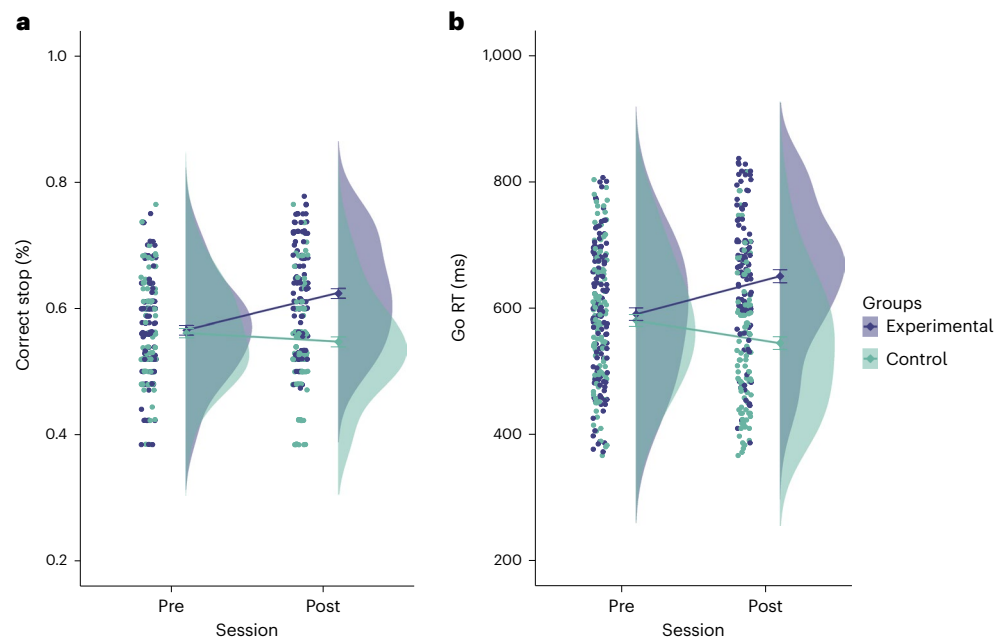 a
b
1.0
0.8
0.6
0.4
0.2
Correct stop (%)
Pre
Post
Session
1,000
800
600
400
200
Go RT (ms)
Pre
Post
Session
Groups
Experimental
Control